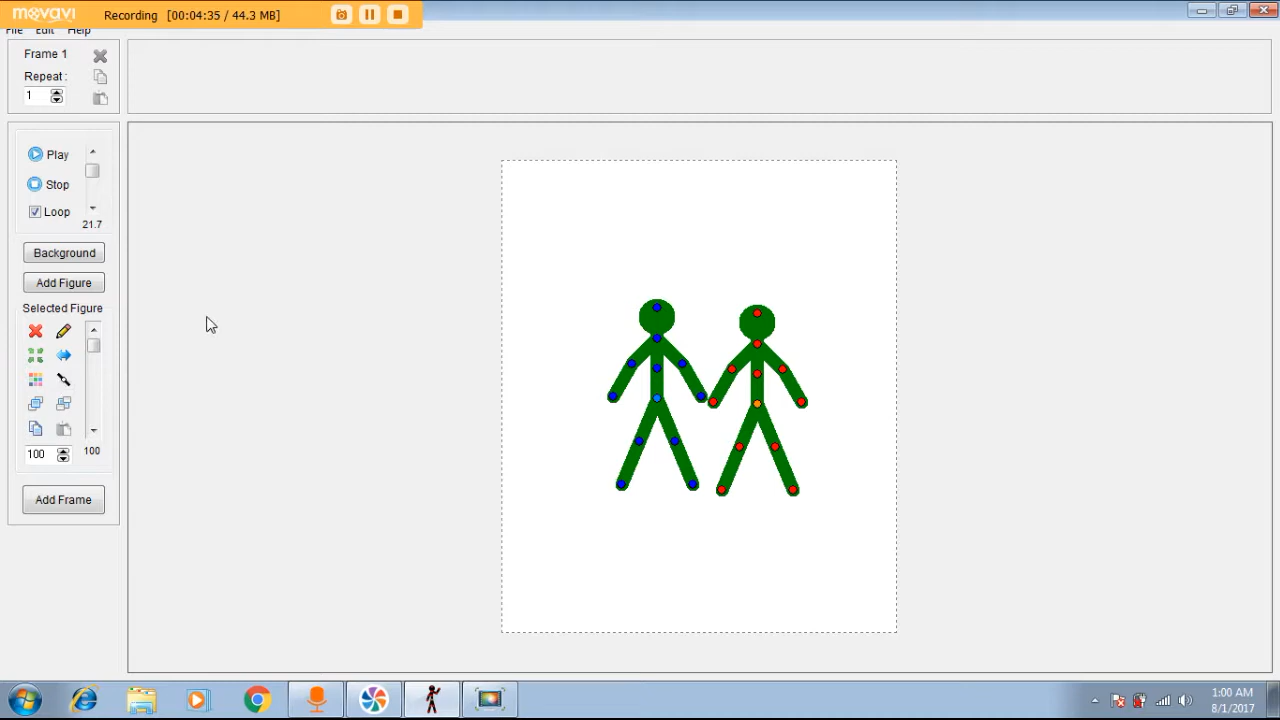 movavi Recording [00:04:35 / 44.3 MB]
File Edit Help
Frame 1
Repeat :
1
Play
Stop
Loop
21.7
Background
Add Figure
Selected Figure
100 100
Add Frame
1:00 AM
8/1/2017